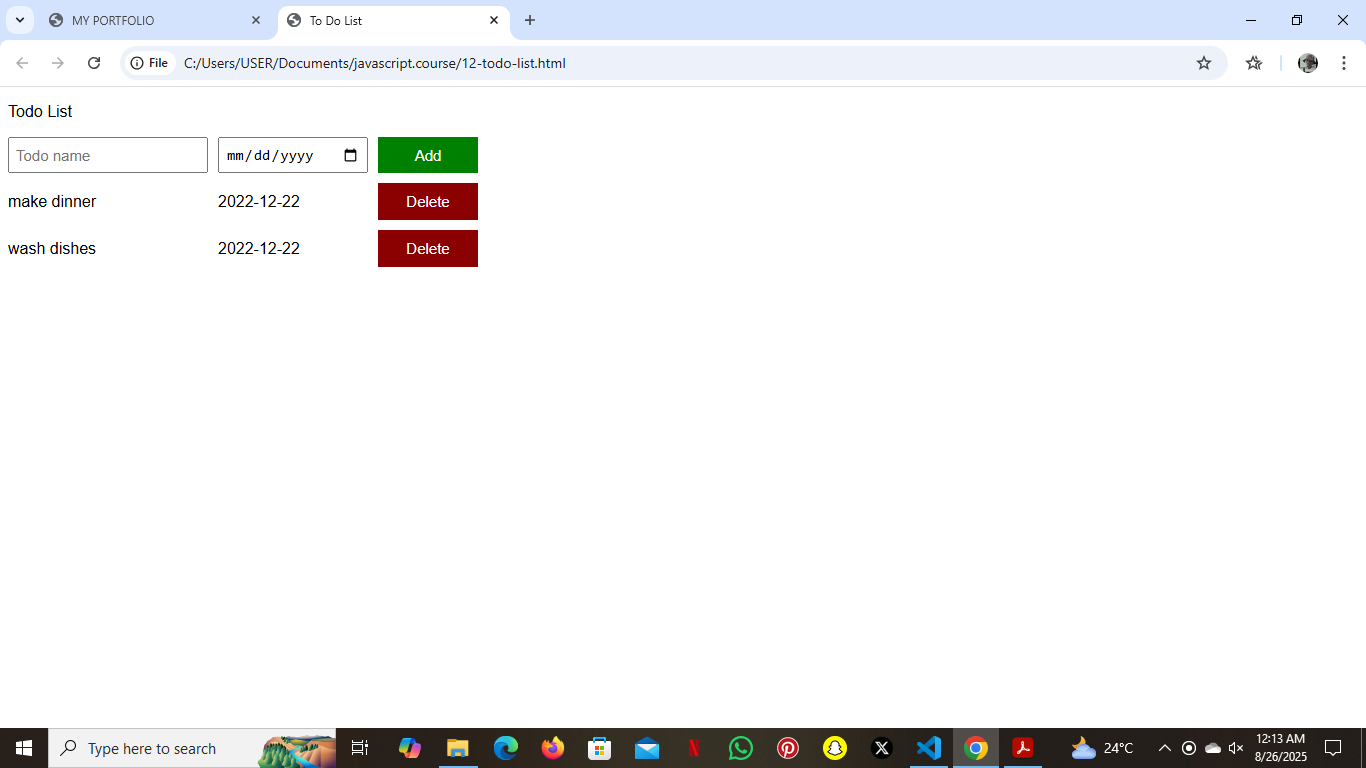 MY PORTFOLIO
To Do List
File
C:/Users/USER/Documents/javascript.course/12-todo-list.html
Todo List
Todo name
mm/dd/yyyy
Add
make dinner
2022-12-22
Delete
wash dishes
2022-12-22
Delete
Type here to search
24°C
12:13 AM
8/26/2025